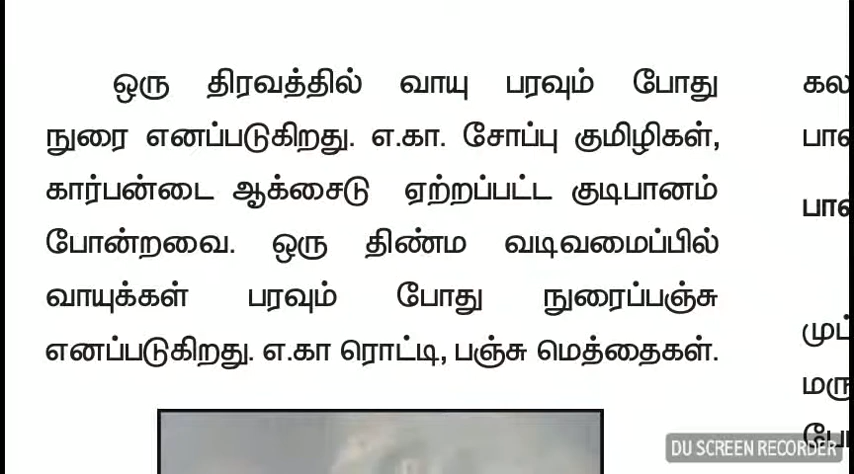 ஒரு திரவத்தில் வாயு பரவும் போது
நுரை எனப்படுகிறது. எ.கா. சோப்பு குமிழிகள்,
கார்பன்டை ஆக்சைடு ஏற்றப்பட்ட குடிபானம்
போன்றவை. ஒரு திண்ம வடிவமைப்பில்
வாயுக்கள் பரவும் போது நுரைப்பஞ்சு
எனப்படுகிறது. எ.கா ரொட்டி, பஞ்சு மெத்தைகள்.
DU SCREEN RECORDER